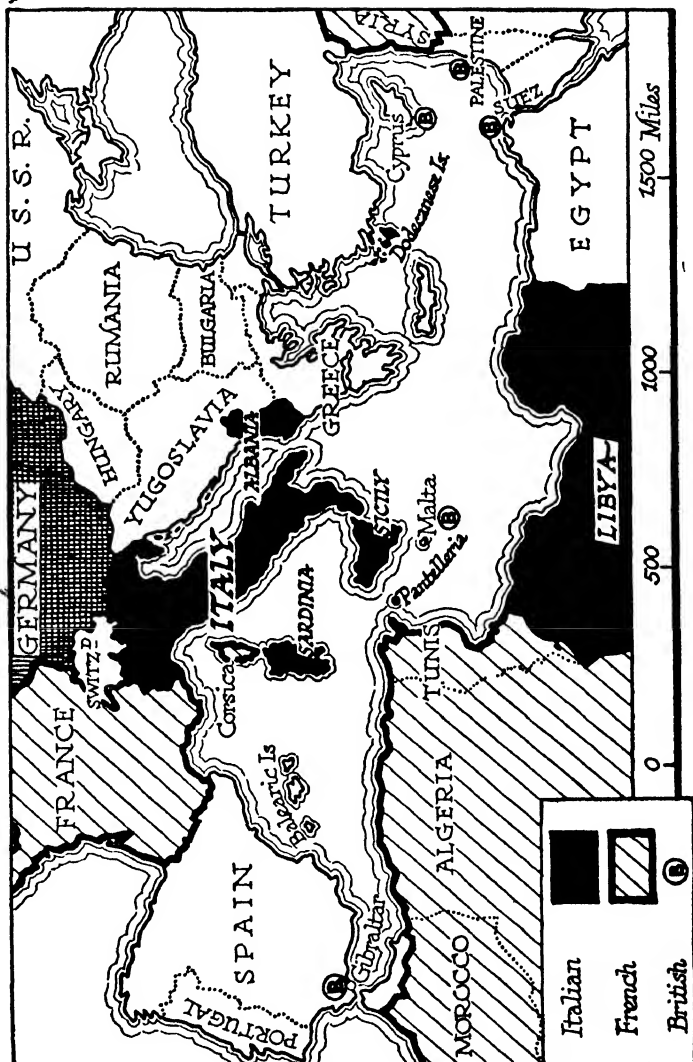 U. S. S. R.
GERMANY
SWITZD
FRANCE
HUNGARY
RUMANIA
YUGOSLAVIA
BULGARIA
ALBANIA
ITALY
Corsica
SARDINIA
SICILY
GREECE
TURKEY
SYRIA
Cyprus
B
Dodecanese Is.
B
PALESTINE
B
SUEZ
EGYPT
LIBYA
Malta
B
Pantelleria
TUNIS
ALGERIA
MOROCCO
Balearic Is
SPAIN
PORTUGAL
B
Gibraltar
Italian
French
British B
0 500 1000 1500 Miles